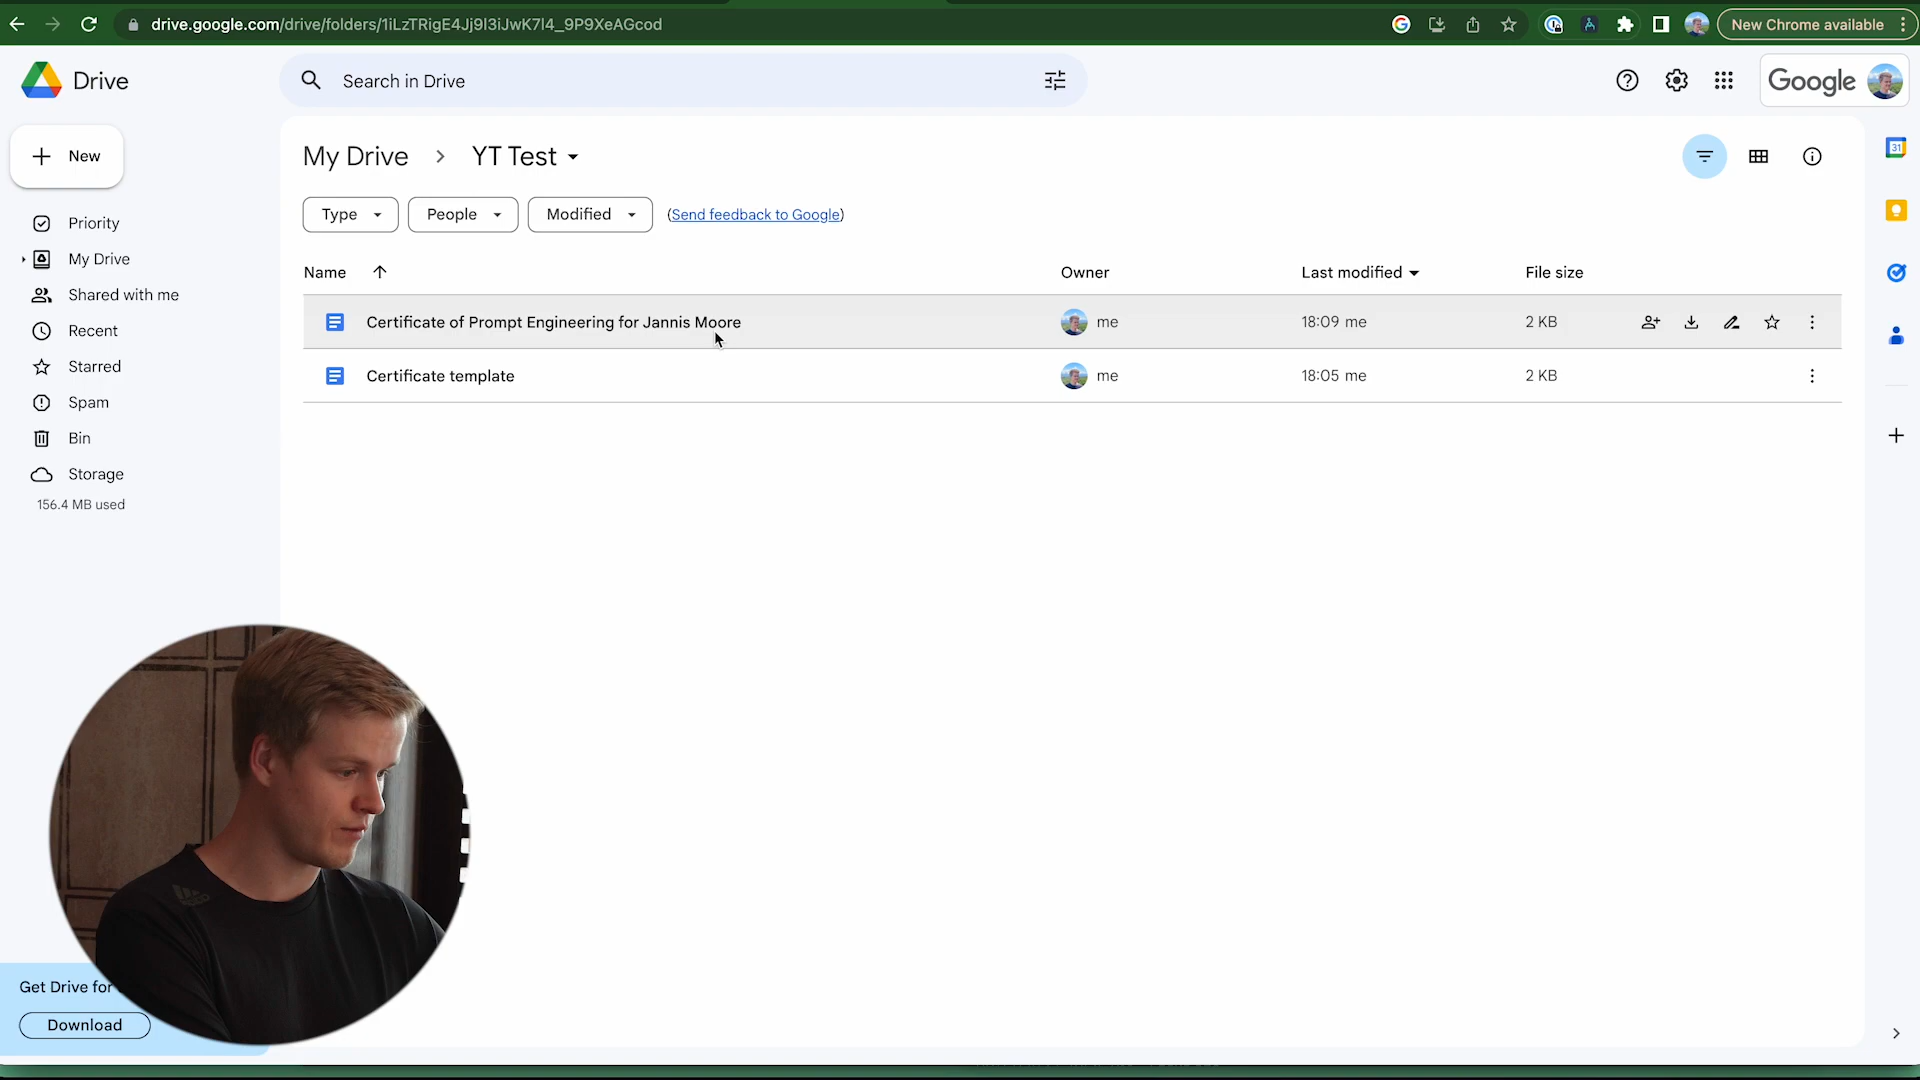 drive.google.com/drive/folders/1iLzTRigE4Jj9I3iJwK7I4_9P9XeAGcod
New Chrome available
Drive
Search in Drive
Google
New
My Drive
YT Test
31
Type
People
Modified
(Send feedback to Google)
Priority
My Drive
Shared with me
Recent
Starred
Spam
Bin
Storage
156.4 MB used
Name
Owner
Last modified
File size
Certificate of Prompt Engineering for Jannis Moore
me
18:09 me
2 KB
Certificate template
me
18:05 me
2 KB
Get Drive for
Download